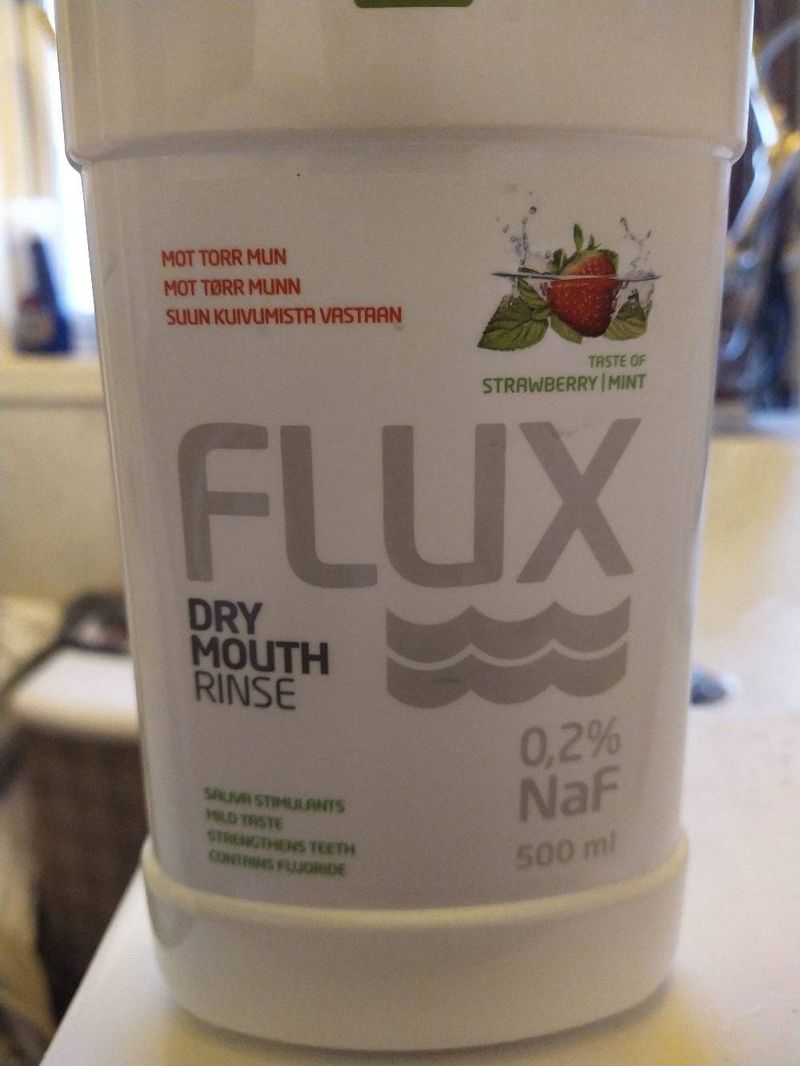 MOT TORR MUN
MOT TØRR MUNN
SUUN KUIVUMISTA VASTAAN
TASTE OF
STRAWBERRY | MINT
FLUX
DRY
MOUTH
RINSE
0,2%
NaF
500 ml
SALIVA STIMULANTS
MILD TASTE
STRENGTHENS TEETH
CONTAINS FLUORIDE